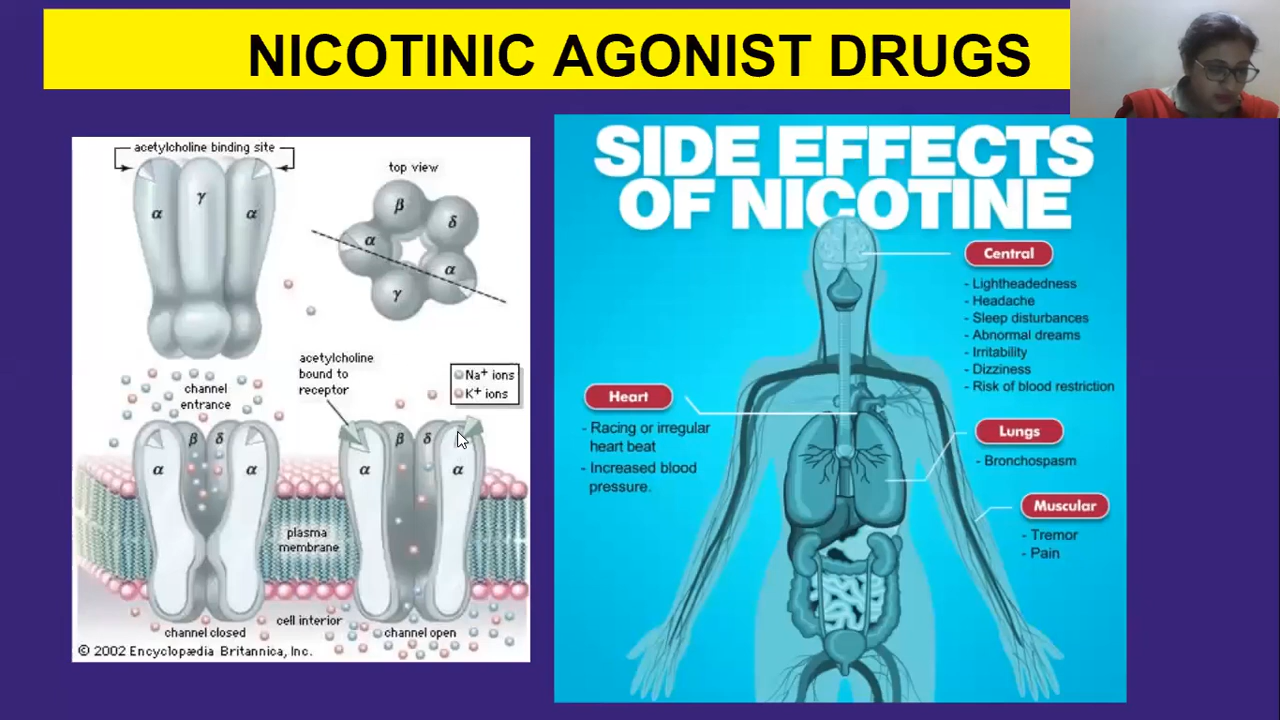 NICOTINIC AGONIST DRUGS
acetylcholine binding site
top view
γ
α
α
β
δ
α
α
γ
acetylcholine
bound to
receptor
Na+ ions
K+ ions
channel
entrance
β
δ
α
α
β
δ
α
α
plasma
membrane
cell interior
channel closed
channel open
© 2002 Encyclopædia Britannica, Inc.
SIDE EFFECTS
OF NICOTINE
Central
- Lightheadedness
- Headache
- Sleep disturbances
- Abnormal dreams
- Irritability
- Dizziness
- Risk of blood restriction
Heart
- Racing or irregular
heart beat
- Increased blood
pressure.
Lungs
- Bronchospasm
Muscular
- Tremor
- Pain